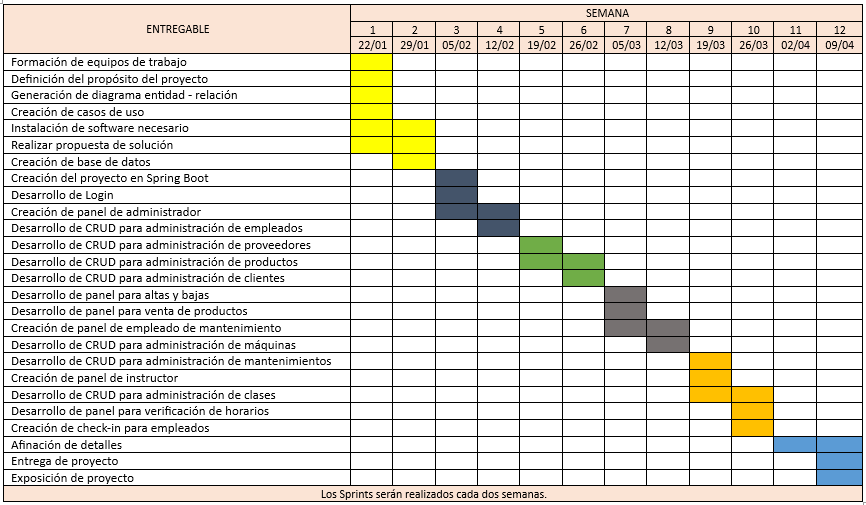 ENTREGABLE
SEMANA
1 2 3 4 5 6 7 8 9 10 11 12
22/01 29/01 05/02 12/02 19/02 26/02 05/03 12/03 19/03 26/03 02/04 09/04
Formación de equipos de trabajo
Definición del propósito del proyecto
Generación de diagrama entidad - relación
Creación de casos de uso
Instalación de software necesario
Realizar propuesta de solución
Creación de base de datos
Creación del proyecto en Spring Boot
Desarrollo de Login
Creación de panel de administrador
Desarrollo de CRUD para administración de empleados
Desarrollo de CRUD para administración de proveedores
Desarrollo de CRUD para administración de productos
Desarrollo de CRUD para administración de clientes
Desarrollo de panel para altas y bajas
Desarrollo de panel para venta de productos
Creación de panel de empleado de mantenimiento
Desarrollo de CRUD para administración de máquinas
Desarrollo de CRUD para administración de mantenimientos
Creación de panel de instructor
Desarrollo de CRUD para administración de clases
Desarrollo de panel para verificación de horarios
Creación de check-in para empleados
Afinación de detalles
Entrega de proyecto
Exposición de proyecto
Los Sprints serán realizados cada dos semanas.